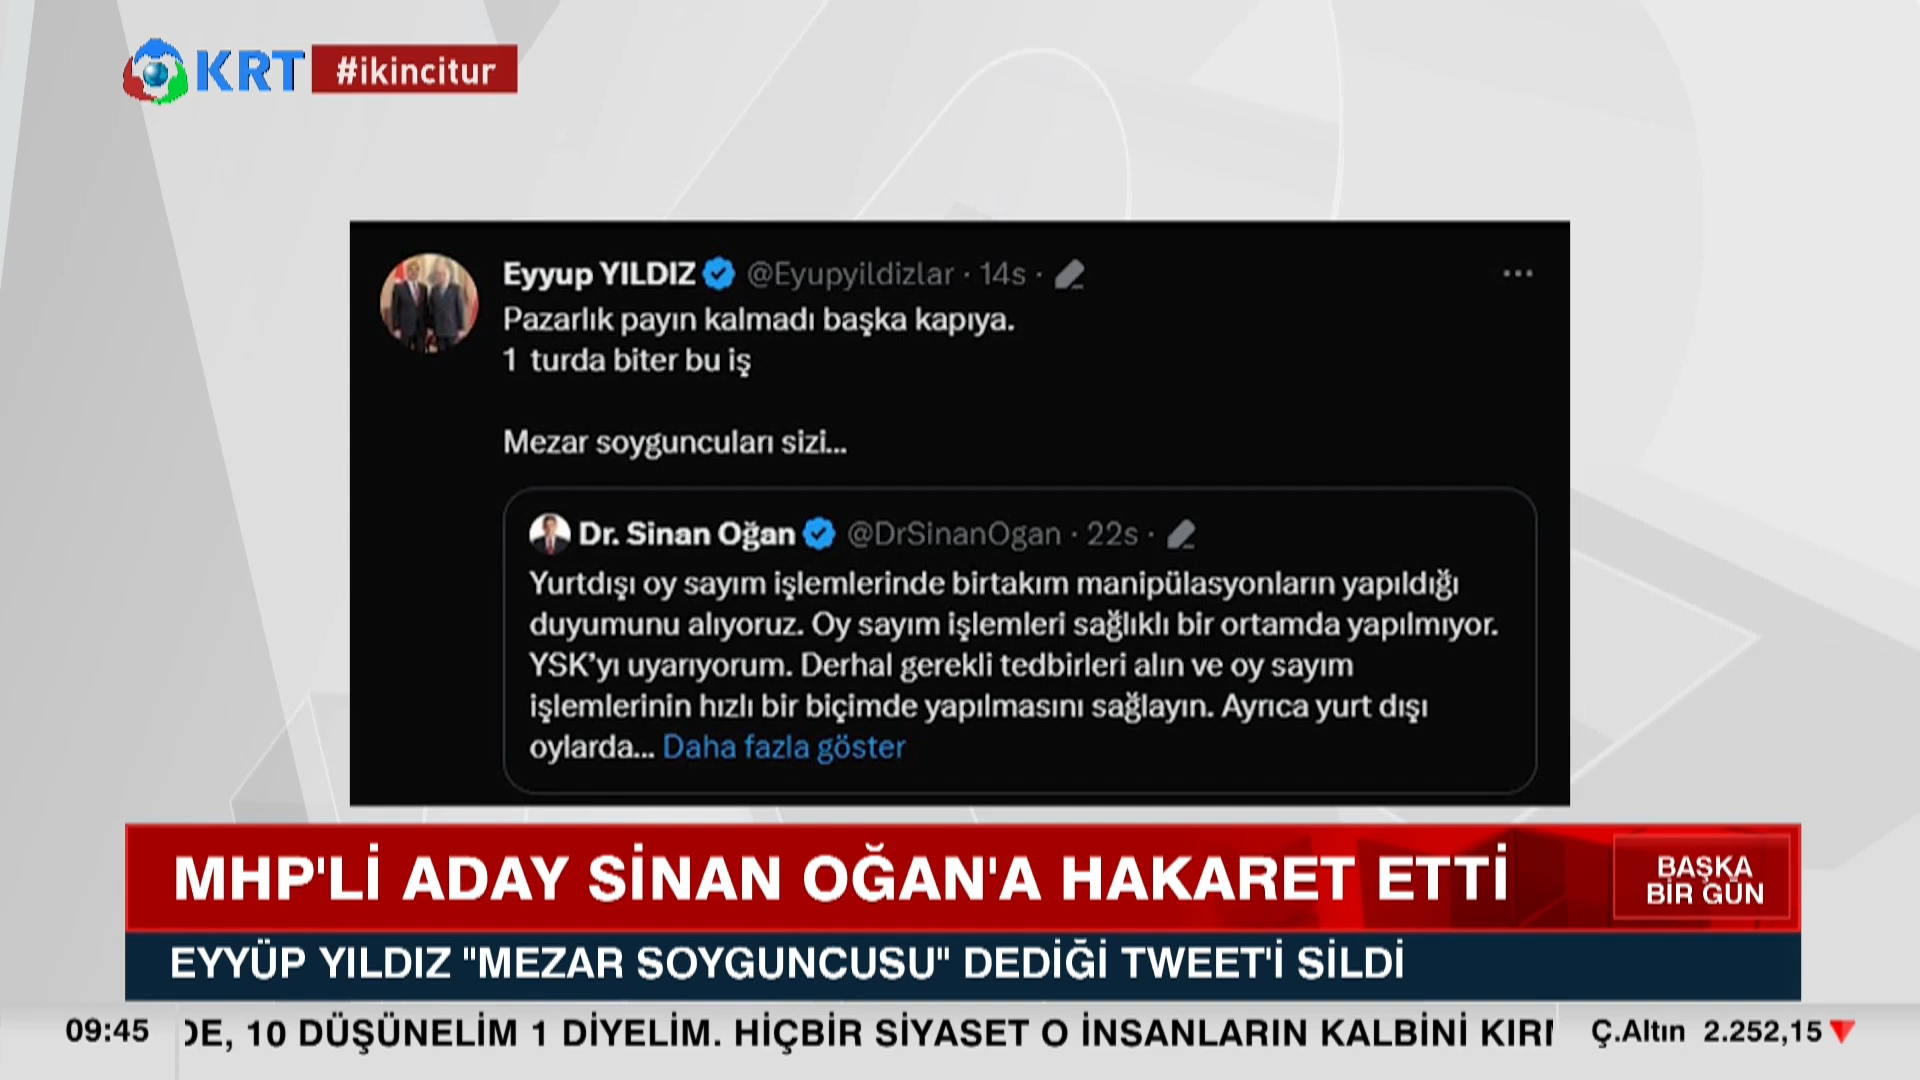 KRT #ikincitur
Eyyup YILDIZ @Eyupyildizlar · 14s ·
Pazarlık payın kalmadı başka kapıya.
1 turda biter bu iş
Mezar soyguncuları sizi...
Dr. Sinan Oğan @DrSinanOgan · 22s ·
Yurtdışı oy sayım işlemlerinde birtakım manipülasyonların yapıldığı
duyumunu alıyoruz. Oy sayım işlemleri sağlıklı bir ortamda yapılmıyor.
YSK'yı uyarıyorum. Derhal gerekli tedbirleri alın ve oy sayım
işlemlerinin hızlı bir biçimde yapılmasını sağlayın. Ayrıca yurt dışı
oylarda... Daha fazla göster
MHP'Lİ ADAY SİNAN OĞAN'A HAKARET ETTİ
BAŞKA
BİR GÜN
EYYÜP YILDIZ "MEZAR SOYGUNCUSU" DEDİĞİ TWEET'İ SİLDİ
09:45 DE, 10 DÜŞÜNELİM 1 DİYELİM. HİÇBİR SİYASET O İNSANLARIN KALBİNİ Ç.Altın 2.252,15